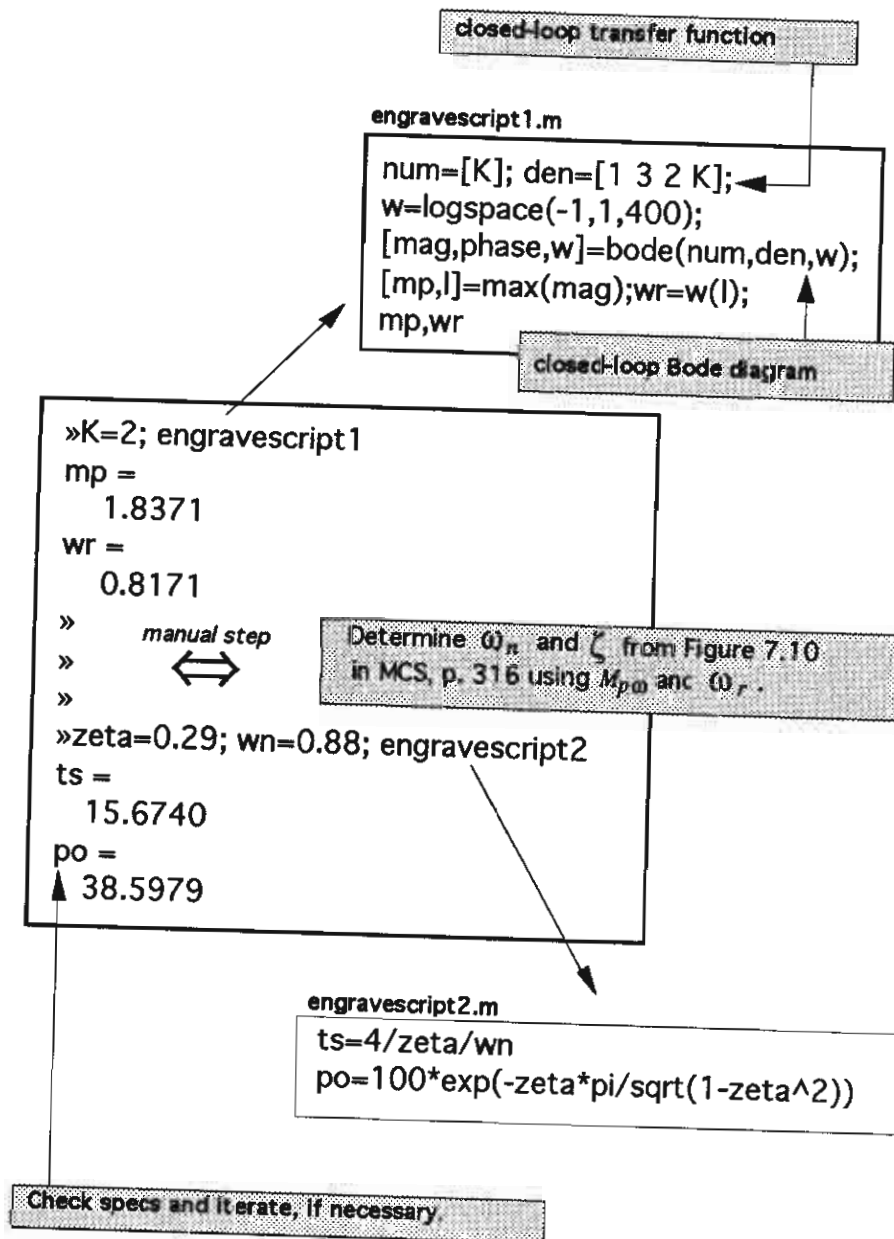 closed-loop transfer function
engravescript1.m
num=[K]; den=[1 3 2 K];
w=logspace(-1,1,400);
[mag,phase,w]=bode(num,den,w);
[mp,l]=max(mag);wr=w(l);
mp,wr
closed-loop Bode diagram
»K=2; engravescript1
mp =
1.8371
wr =
0.8171
»
manual step
»
»
Determine ωn and ζ from Figure 7.10
in MCS, p. 316 using Mpω anc ωr.
»zeta=0.29; wn=0.88; engravescript2
ts =
15.6740
po =
38.5979
engravescript2.m
ts=4/zeta/wn
po=100*exp(-zeta*pi/sqrt(1-zeta^2))
Check specs and iterate, if necessary.